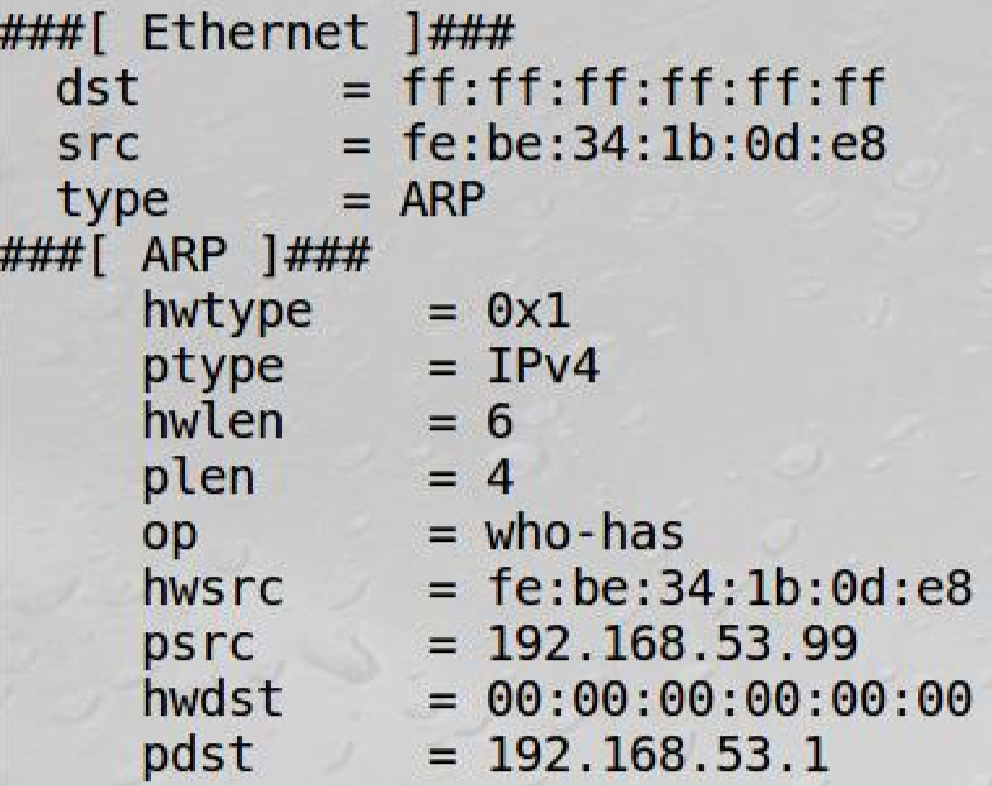 ###[ Ethernet ]###
  dst       = ff:ff:ff:ff:ff:ff
  src       = fe:be:34:1b:0d:e8
  type      = ARP
###[ ARP ]###
     hwtype    = 0x1
     ptype     = IPv4
     hwlen     = 6
     plen      = 4
     op        = who-has
     hwsrc     = fe:be:34:1b:0d:e8
     psrc      = 192.168.53.99
     hwdst     = 00:00:00:00:00:00
     pdst      = 192.168.53.1